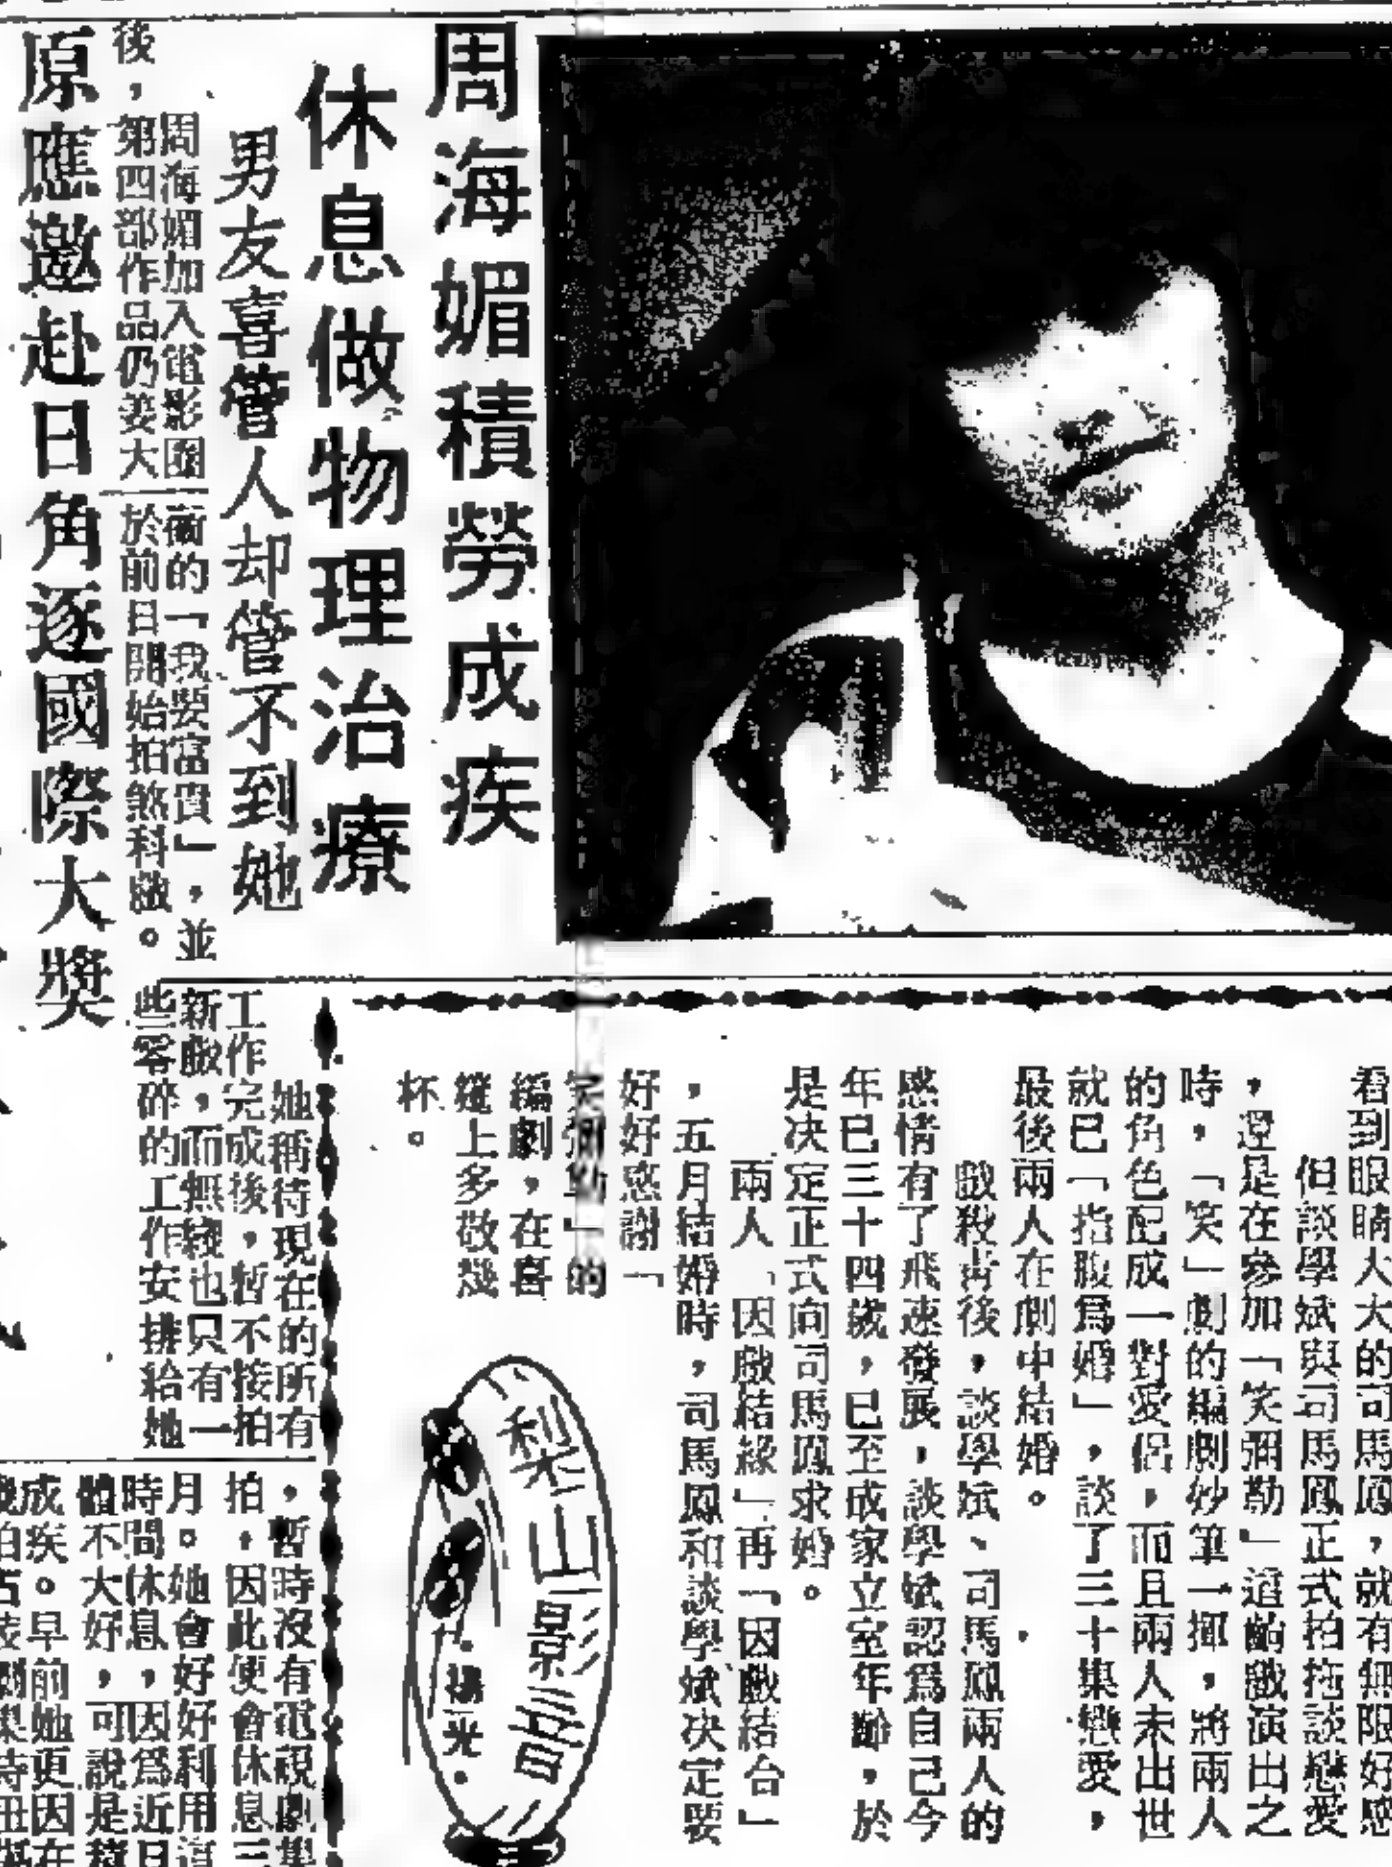 周海媚積勞成疾
休息做物理治療
男友喜管人却管不到她
周海媚加入電影圈
後，第四部作品仍姜大
衞的「我要富貴」，並
於前日開始拍煞科戲。
原應邀赴日角逐國際大獎
她稱待現在的所有
工作完成後，暫不接拍
新戲，而無綫也只有一
些零碎的工作安排給她
，暫時沒有電視劇集
拍，因此便會休息三
月。她會好好利用這
時間休息，因爲近日
體不大好，可說是積
成疾。早前她更因在
看到眼睛大大的司馬鳳，就有無限好感
但談學斌與司馬鳳正式拍拖談戀愛
，還是在參加「笑彌勒」這齣戲演出之
時，「笑」劇的編劇妙筆一揮，將兩人
的角色配成一對愛侶，而且兩人未出世
就已「指腹爲婚」，談了三十集戀愛，
最後兩人在劇中結婚。
戲殺青後，談學斌、司馬鳳兩人的
感情有了飛速發展，談學斌認爲自己今
年已三十四歲，已至成家立室年齡，於
是决定正式向司馬鳳求婚。
兩人「因戲結緣」再「因戲結合」
，五月結婚時，司馬鳳和談學斌决定要
好好感謝「
笑彌勒」的
編劇，在喜
筵上多敬幾
杯。
梨山影音
·揚光·